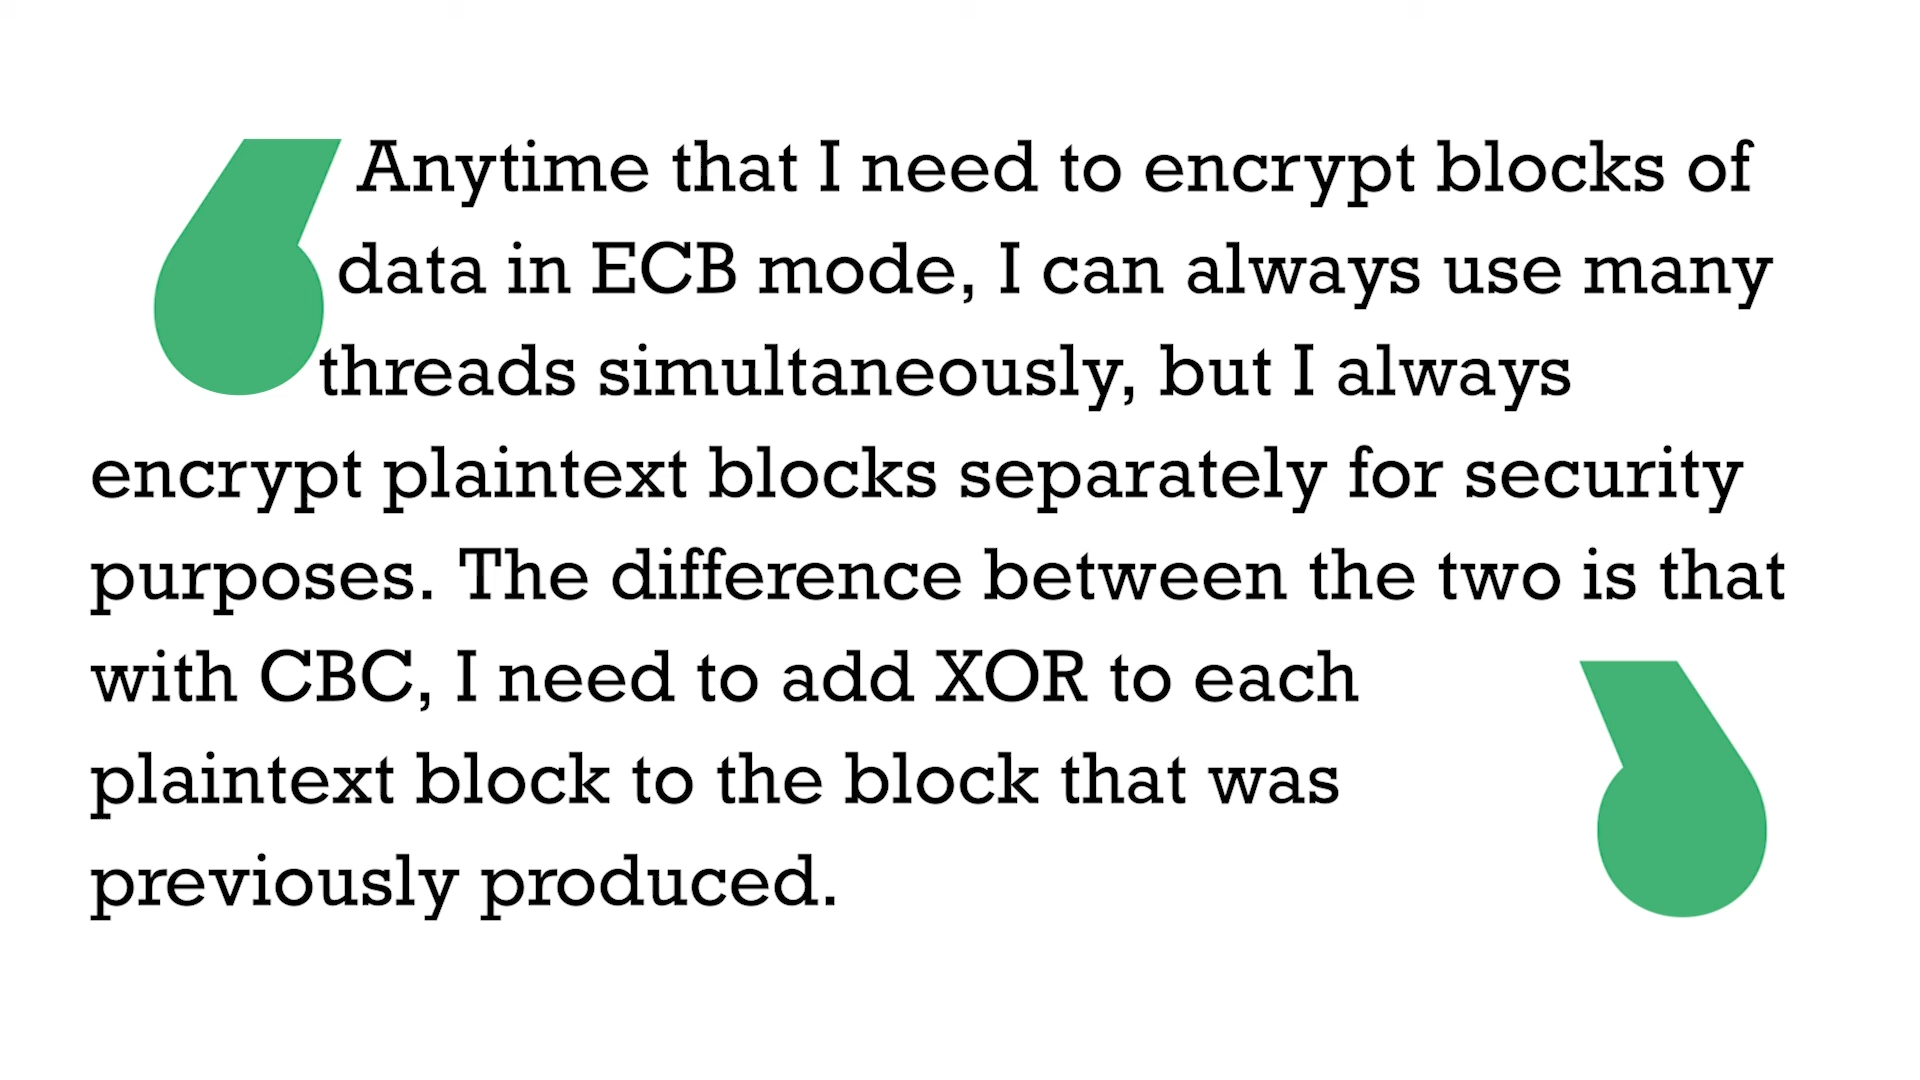 Anytime that I need to encrypt blocks of
data in ECB mode, I can always use many
threads simultaneously, but I always
encrypt plaintext blocks separately for security
purposes. The difference between the two is that
with CBC, I need to add XOR to each
plaintext block to the block that was
previously produced.